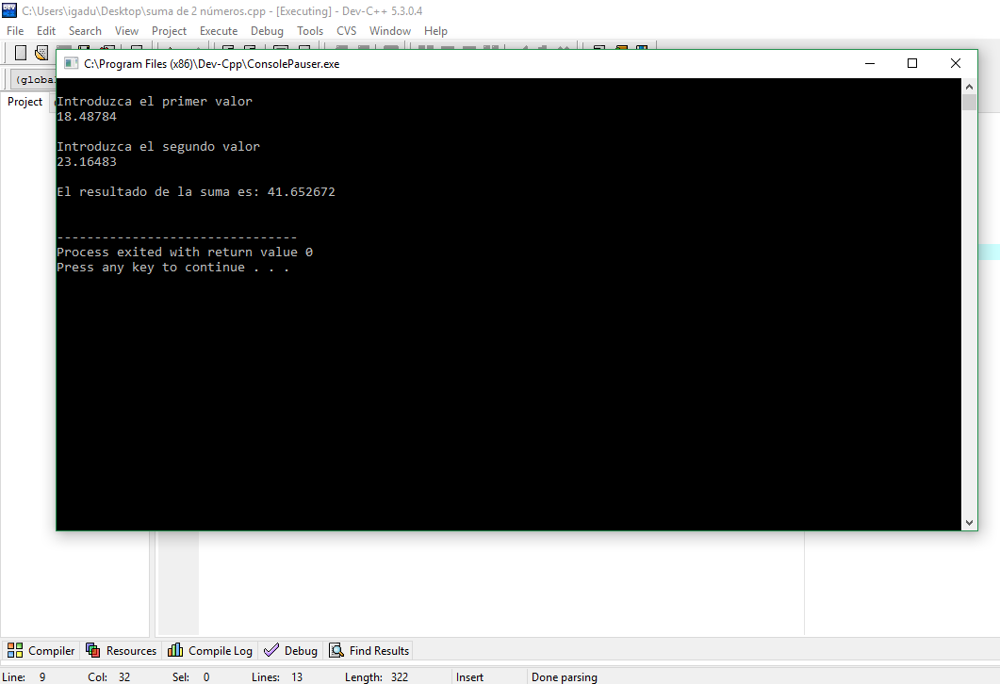 C:\Users\igadu\Desktop\suma de 2 números.cpp - [Executing] - Dev-C++ 5.3.0.4
File Edit Search View Project Execute Debug Tools CVS Window Help
C:\Program Files (x86)\Dev-Cpp\ConsolePauser.exe
Project
Introduzca el primer valor
18.48784
Introduzca el segundo valor
23.16483
El resultado de la suma es: 41.652672
--------------------------------
Process exited with return value 0
Press any key to continue . . .
Compiler Resources Compile Log Debug Find Results
Line: 9 Col: 32 Sel: 0 Lines: 13 Length: 322 Insert Done parsing